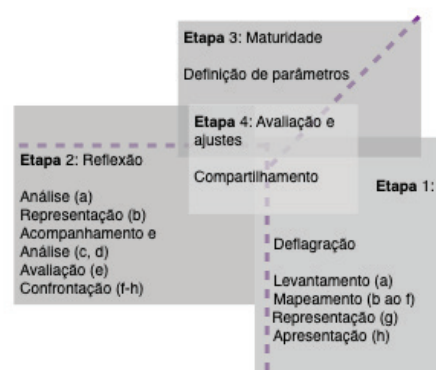 Etapa 3: Maturidade
Definição de parâmetros
Etapa 4: Avaliação e
ajustes
Compartilhamento
Etapa 2: Reflexão
Análise (a)
Representação (b)
Acompanhamento e
Análise (c, d)
Avaliação (e)
Confrontação (f-h)
Etapa 1:
Deflagração
Levantamento (a)
Mapeamento (b ao f)
Representação (g)
Apresentação (h)